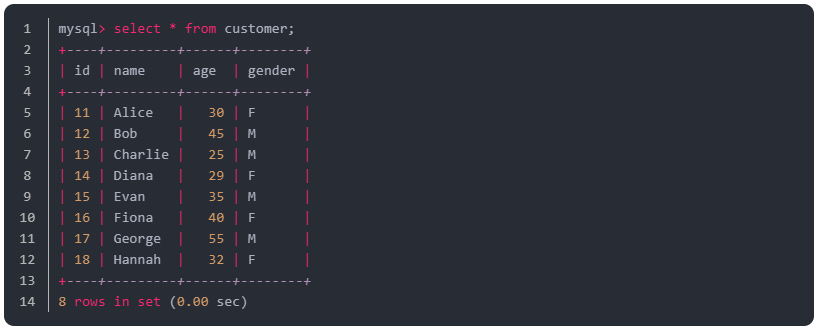 1 mysql> select * from customer;
2 +----+---------+------+--------+
3 | id | name    | age  | gender |
4 +----+---------+------+--------+
5 | 11 | Alice   |   30 | F      |
6 | 12 | Bob     |   45 | M      |
7 | 13 | Charlie |   25 | M      |
8 | 14 | Diana   |   29 | F      |
9 | 15 | Evan    |   35 | M      |
10 | 16 | Fiona   |   40 | F      |
11 | 17 | George  |   55 | M      |
12 | 18 | Hannah  |   32 | F      |
13 +----+---------+------+--------+
14 8 rows in set (0.00 sec)